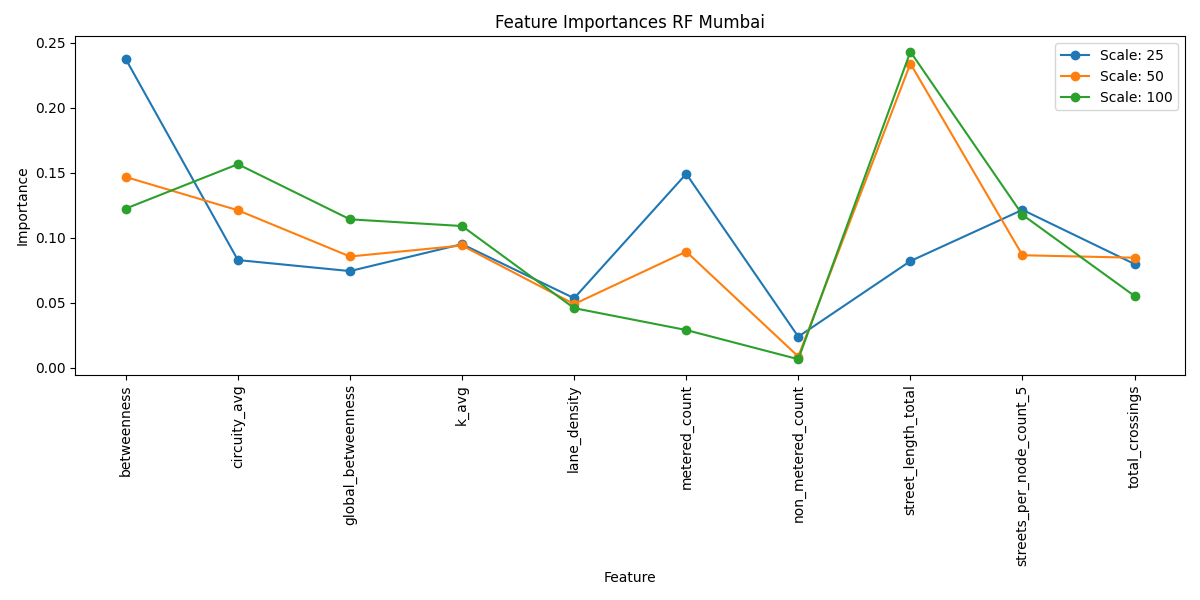 Feature Importances RF Mumbai
Scale: 25
Scale: 50
Scale: 100
Importance
0.25
0.20
0.15
0.10
0.05
0.00
betweenness
circuity_avg
global_betweenness
k_avg
lane_density
metered_count
non_metered_count
street_length_total
streets_per_node_count_5
total_crossings
Feature